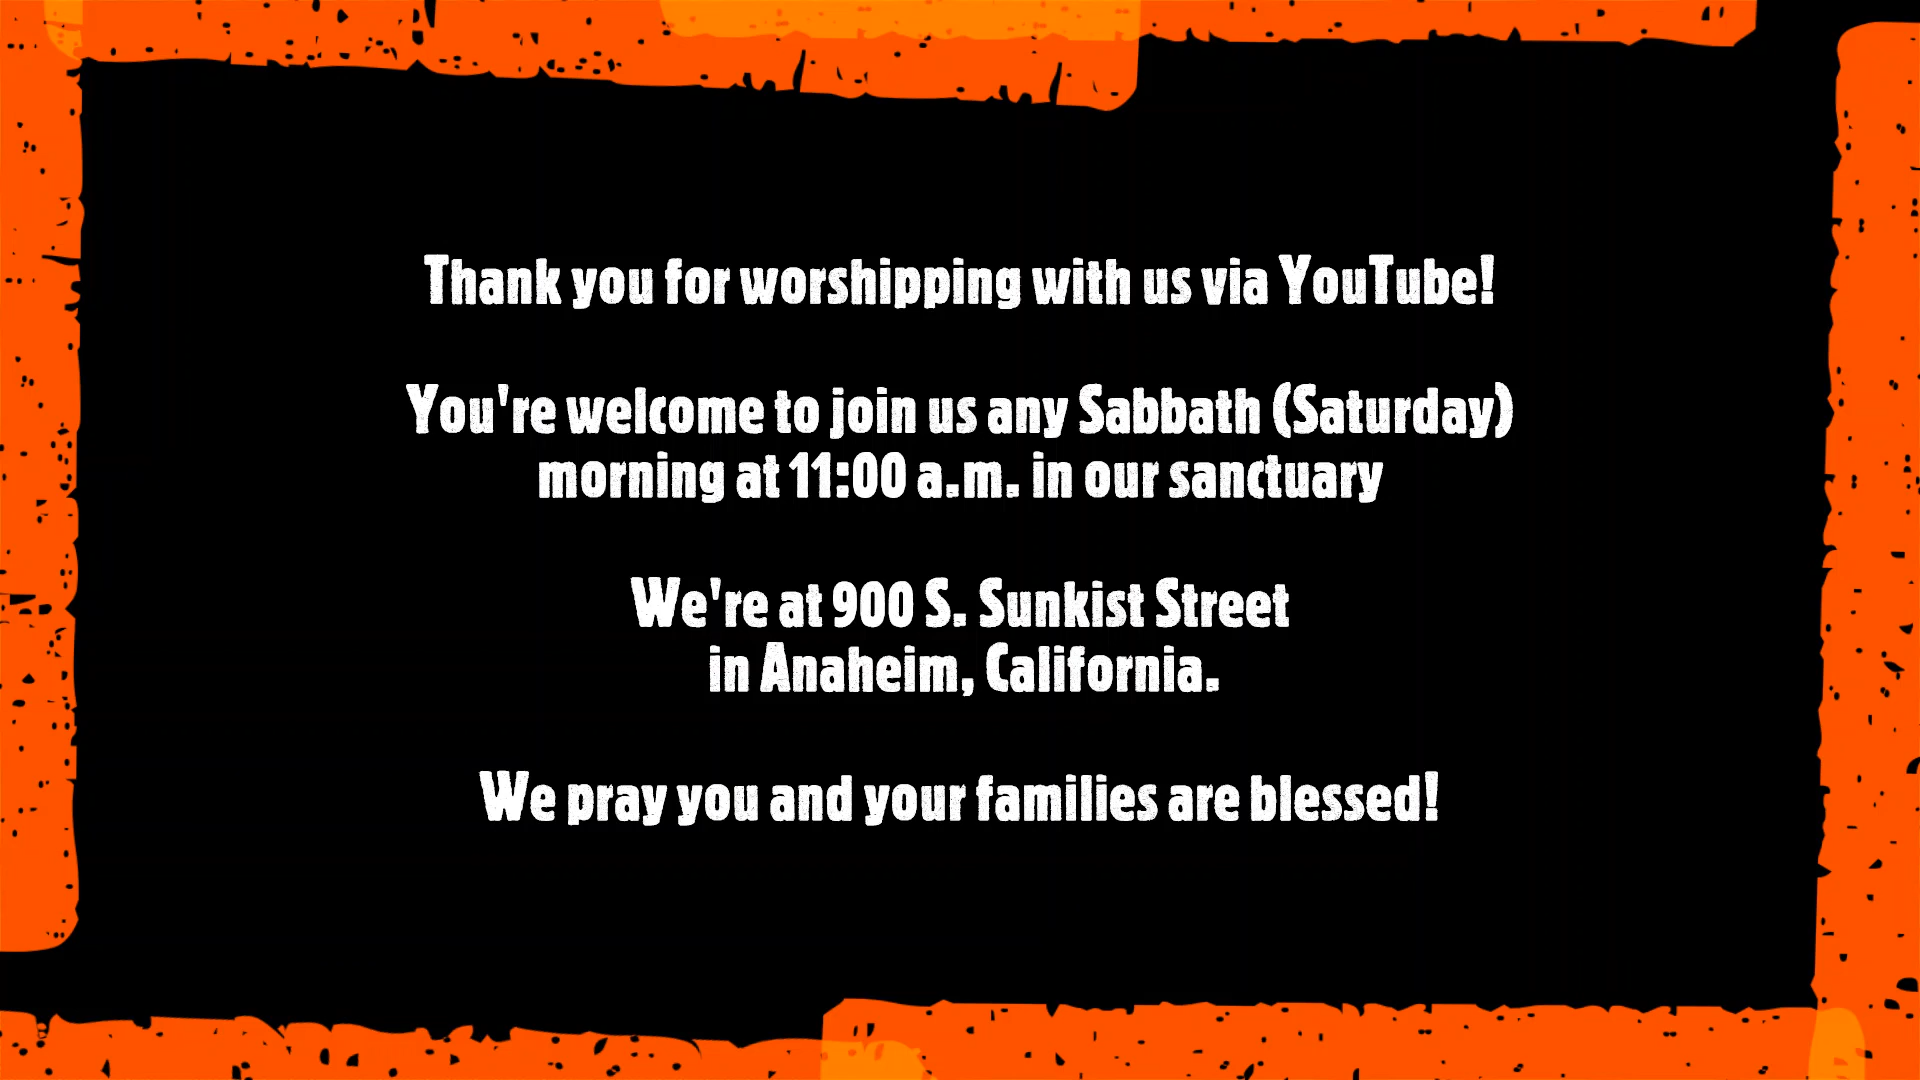 Thank you for worshipping with us via YouTube!
You're welcome to join us any Sabbath (Saturday)
morning at 11:00 a.m. in our sanctuary
We're at 900 S. Sunkist Street
in Anaheim, California.
We pray you and your families are blessed!